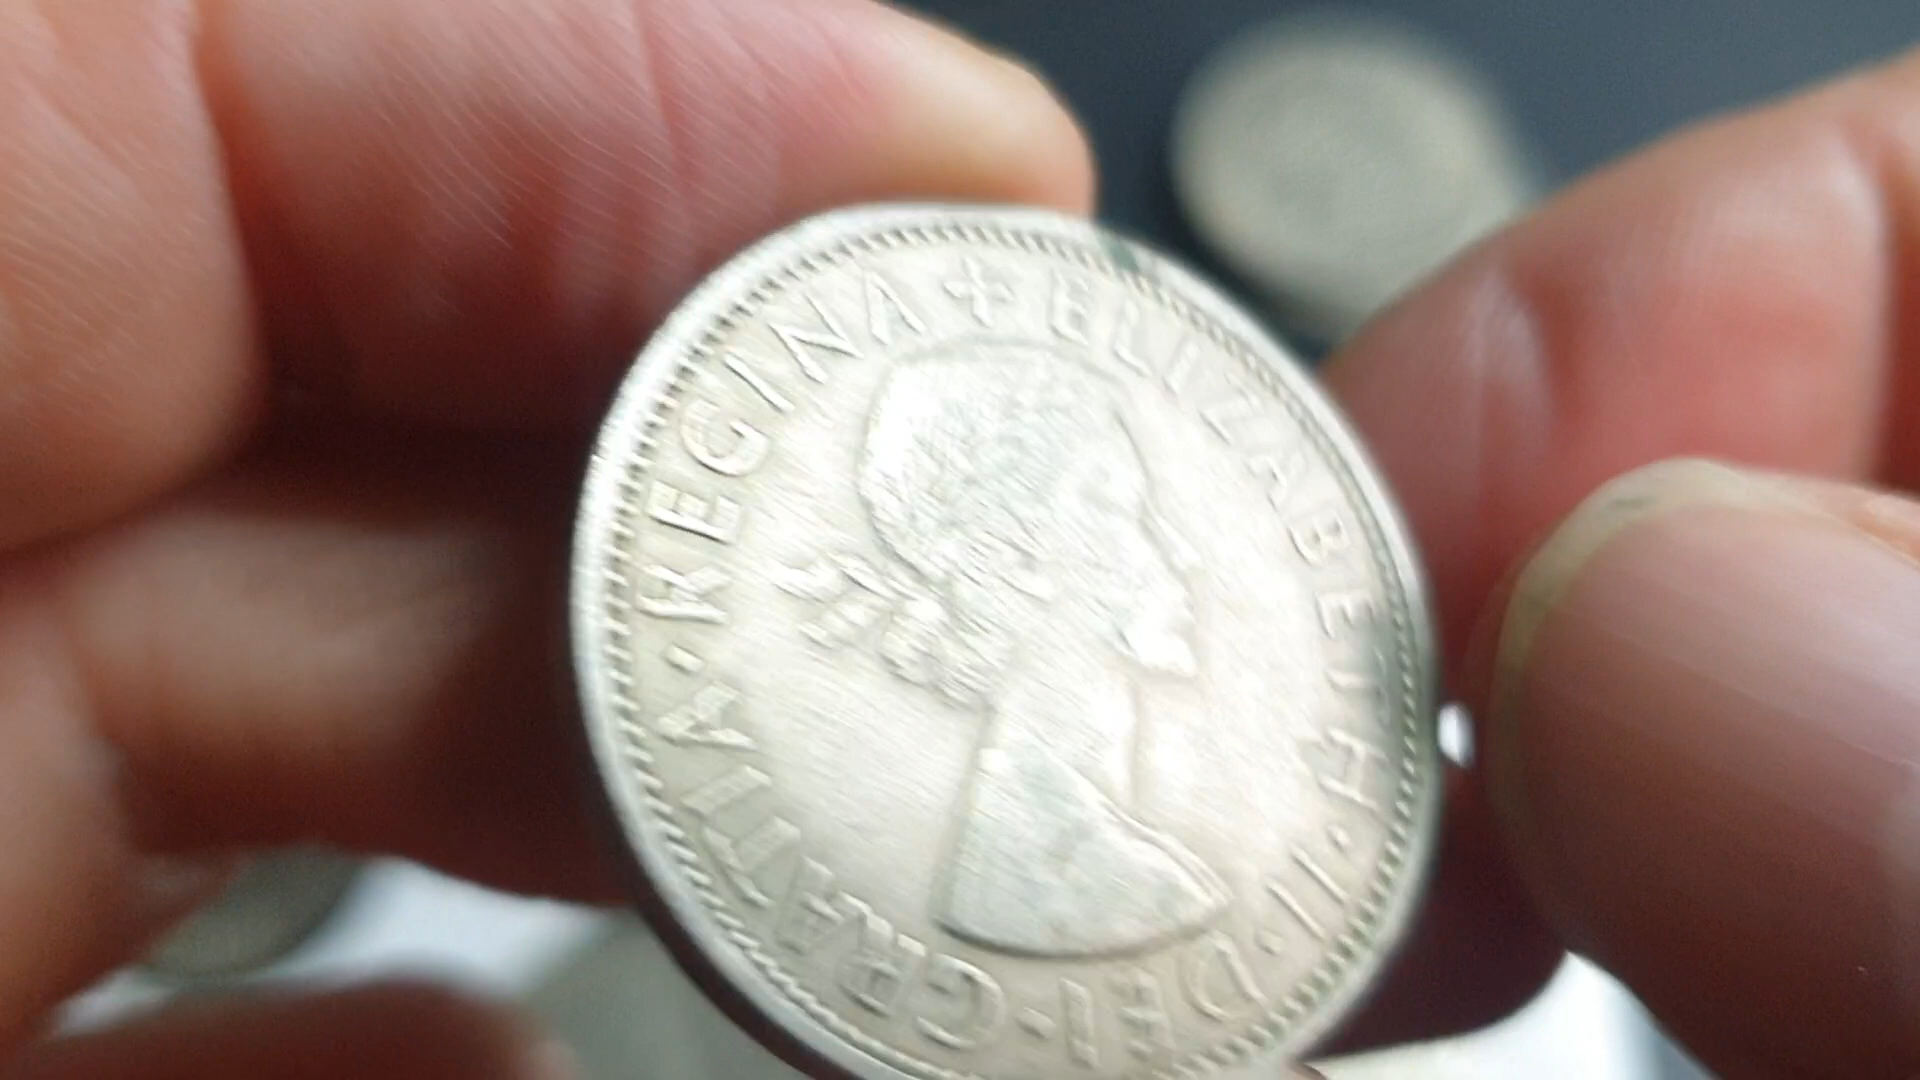 + ELIZABETH · II · DEI · GRATIA · REGINA